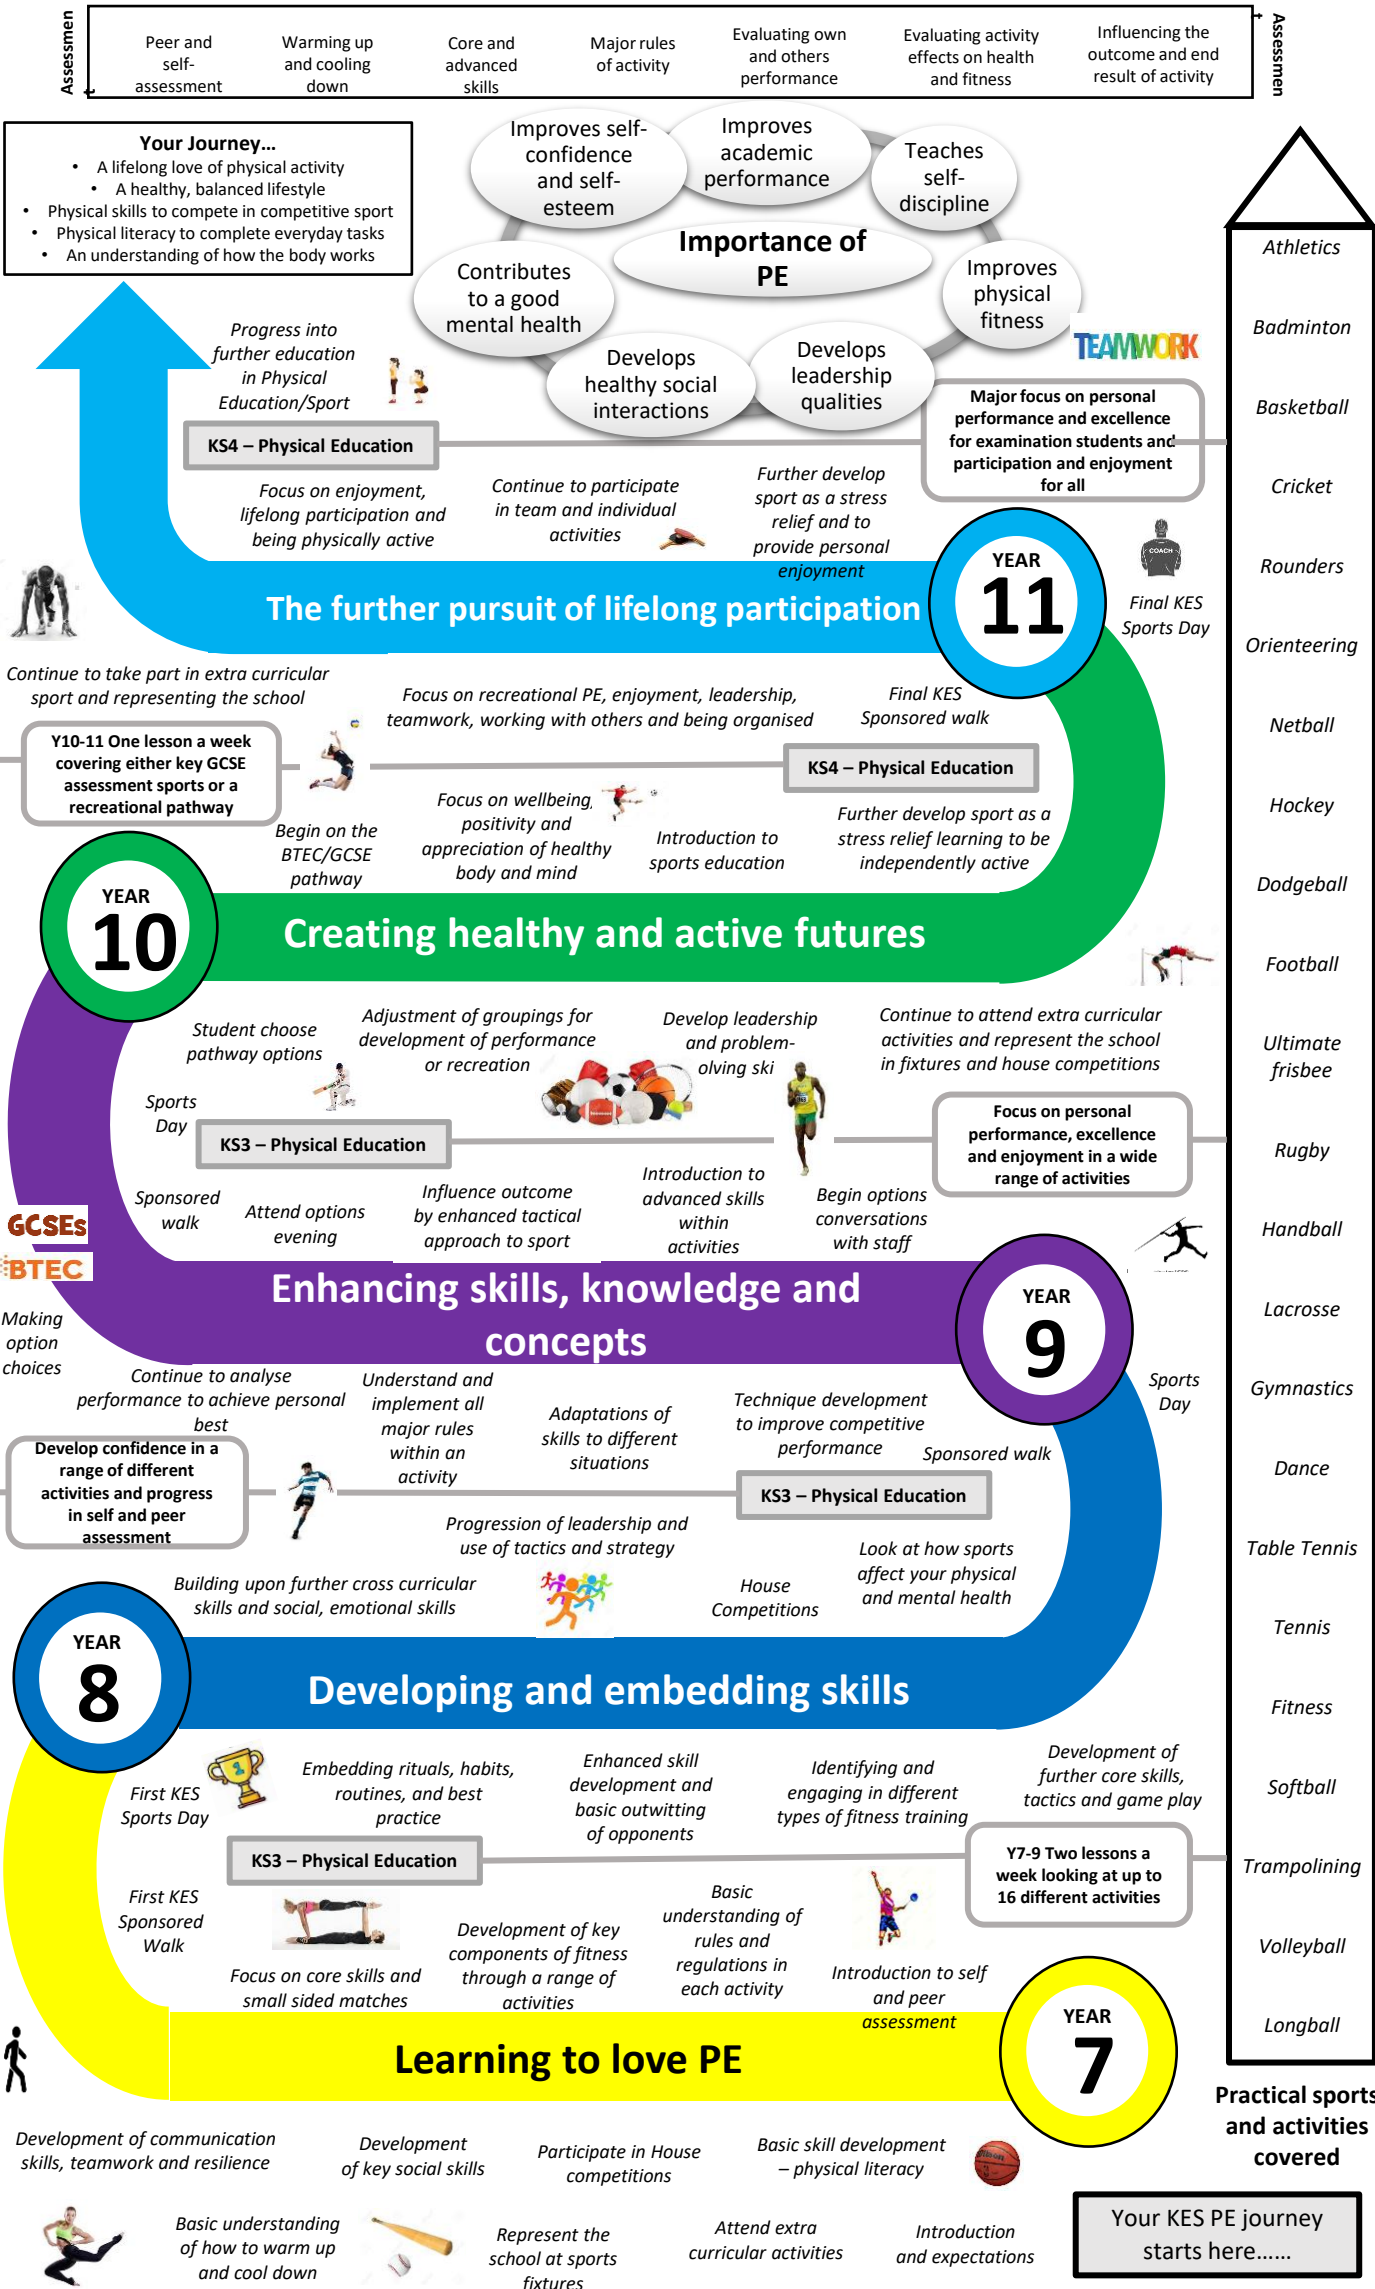 Assessmen
t
Peer and
self-
assessment
Warming up
and cooling
down
Core and
advanced
skills
Major rules
of activity
Evaluating own
and others
performance
Evaluating activity
effects on health
and fitness
Influencing the
outcome and end
result of activity
Assessmen
t
Your Journey...
• A lifelong love of physical activity
• A healthy, balanced lifestyle
• Physical skills to compete in competitive sport
• Physical literacy to complete everyday tasks
• An understanding of how the body works
Improves self-
confidence
and self-
esteem
Improves
academic
performance
Teaches
self-
discipline
Importance of
PE
Contributes
to a good
mental health
Improves
physical
fitness
Develops
healthy social
interactions
Develops
leadership
qualities
TEAMWORK
Progress into
further education
in Physical
Education/Sport
KS4 – Physical Education
Major focus on personal
performance and excellence
for examination students and
participation and enjoyment
for all
Focus on enjoyment,
lifelong participation and
being physically active
Continue to participate
in team and individual
activities
Further develop
sport as a stress
relief and to
provide personal
enjoyment
COACH
YEAR
11
The further pursuit of lifelong participation
Final KES
Sports Day
Continue to take part in extra curricular
sport and representing the school
Focus on recreational PE, enjoyment, leadership,
teamwork, working with others and being organised
Final KES
Sponsored walk
Y10-11 One lesson a week
covering either key GCSE
assessment sports or a
recreational pathway
KS4 – Physical Education
Begin on the
BTEC/GCSE
pathway
Focus on wellbeing,
positivity and
appreciation of healthy
body and mind
Introduction to
sports education
Further develop sport as a
stress relief learning to be
independently active
YEAR
10
Creating healthy and active futures
Student choose
pathway options
Adjustment of groupings for
development of performance
or recreation
Develop leadership
and problem-
olving ski
Continue to attend extra curricular
activities and represent the school
in fixtures and house competitions
Sports
Day
KS3 – Physical Education
Focus on personal
performance, excellence
and enjoyment in a wide
range of activities
Sponsored
walk
Attend options
evening
Influence outcome
by enhanced tactical
approach to sport
Introduction to
advanced skills
within
activities
Begin options
conversations
with staff
GCSEs
BTEC
Enhancing skills, knowledge and
concepts
YEAR
9
Making
option
choices
Continue to analyse
performance to achieve personal
best
Understand and
implement all
major rules
within an
activity
Adaptations of
skills to different
situations
Technique development
to improve competitive
performance
Sponsored walk
Sports
Day
Develop confidence in a
range of different
activities and progress
in self and peer
assessment
KS3 – Physical Education
Progression of leadership and
use of tactics and strategy
Look at how sports
affect your physical
and mental health
Building upon further cross curricular
skills and social, emotional skills
House
Competitions
YEAR
8
Developing and embedding skills
First KES
Sports Day
Embedding rituals, habits,
routines, and best
practice
Enhanced skill
development and
basic outwitting
of opponents
Identifying and
engaging in different
types of fitness training
Development of
further core skills,
tactics and game play
KS3 – Physical Education
Y7-9 Two lessons a
week looking at up to
16 different activities
First KES
Sponsored
Walk
Focus on core skills and
small sided matches
Development of key
components of fitness
through a range of
activities
Basic
understanding of
rules and
regulations in
each activity
Introduction to self
and peer
assessment
YEAR
7
Learning to love PE
Development of communication
skills, teamwork and resilience
Development
of key social skills
Participate in House
competitions
Basic skill development
– physical literacy
Basic understanding
of how to warm up
and cool down
Represent the
school at sports
fixtures
Attend extra
curricular activities
Introduction
and expectations
Athletics
Badminton
Basketball
Cricket
Rounders
Orienteering
Netball
Hockey
Dodgeball
Football
Ultimate
frisbee
Rugby
Handball
Lacrosse
Gymnastics
Dance
Table Tennis
Tennis
Fitness
Softball
Trampolining
Volleyball
Longball
Practical sports
and activities
covered
Your KES PE journey
starts here......